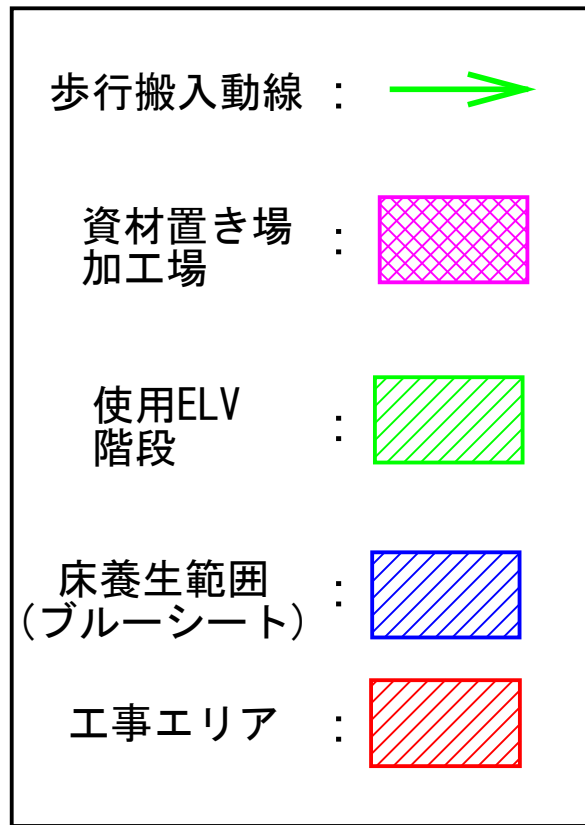 歩行搬入動線 :
資材置き場
加工場 :
使用ELV
階段 :
床養生範囲
(ブルーシート) :
工事エリア :